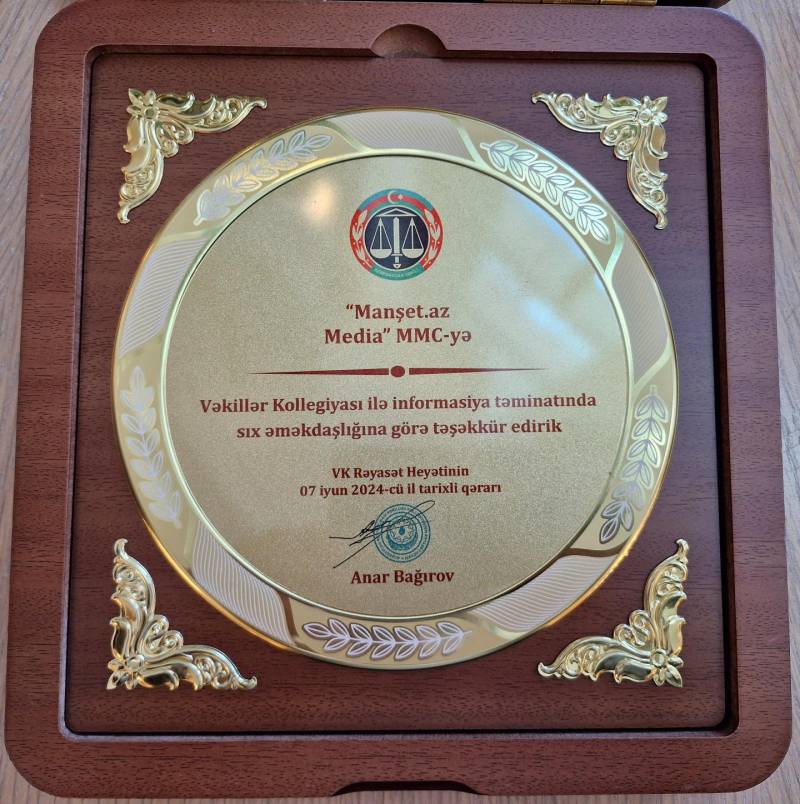 “Manşet.az
Media” MMC-yə
Vəkillər Kollegiyası ilə informasiya təminatında
sıx əməkdaşlığına görə təşəkkür edirik
VK Rəyasət Heyətinin
07 iyun 2024-cü il tarixli qərarı
Anar Bağırov